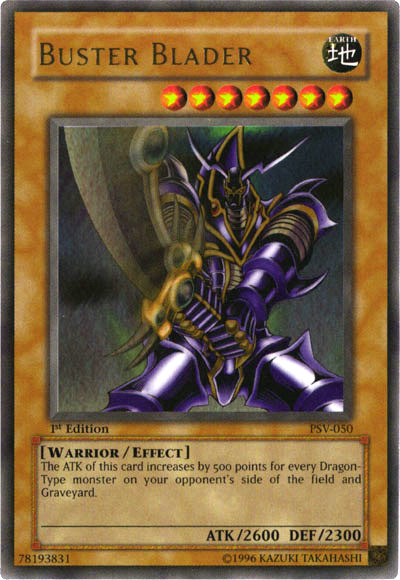 BUSTER BLADER
EARTH
地
1st Edition
PSV-050
[WARRIOR / EFFECT]
The ATK of this card increases by 500 points for every Dragon-
Type monster on your opponent's side of the field and
Graveyard.
ATK/2600 DEF/2300
78193831
©1996 KAZUKI TAKAHASHI